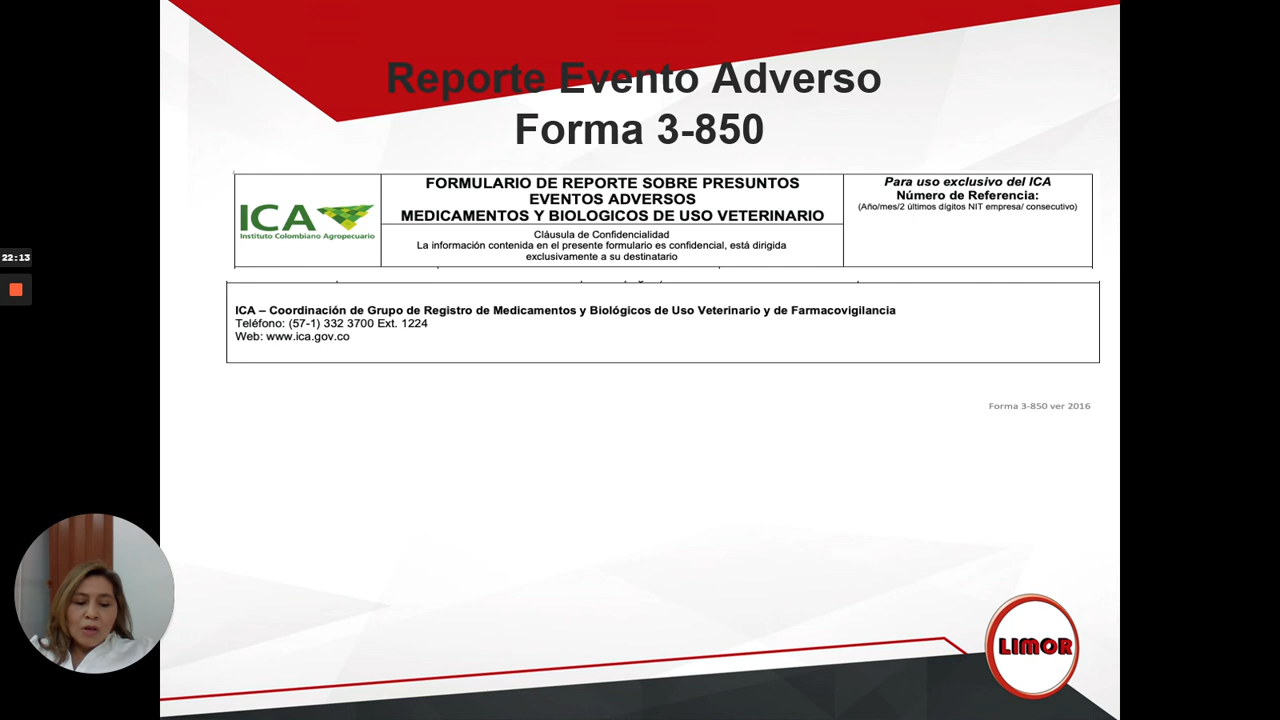 Reporte Evento Adverso
Forma 3-850
ICA
Instituto Colombiano Agropecuario
FORMULARIO DE REPORTE SOBRE PRESUNTOS
EVENTOS ADVERSOS
MEDICAMENTOS Y BIOLOGICOS DE USO VETERINARIO
Cláusula de Confidencialidad
La información contenida en el presente formulario es confidencial, está dirigida
exclusivamente a su destinatario
Para uso exclusivo del ICA
Número de Referencia:
(Año/mes/2 últimos dígitos NIT empresa/ consecutivo)
22:13
ICA – Coordinación de Grupo de Registro de Medicamentos y Biológicos de Uso Veterinario y de Farmacovigilancia
Teléfono: (57-1) 332 3700 Ext. 1224
Web: www.ica.gov.co
Forma 3-850 ver 2016
LIMOR